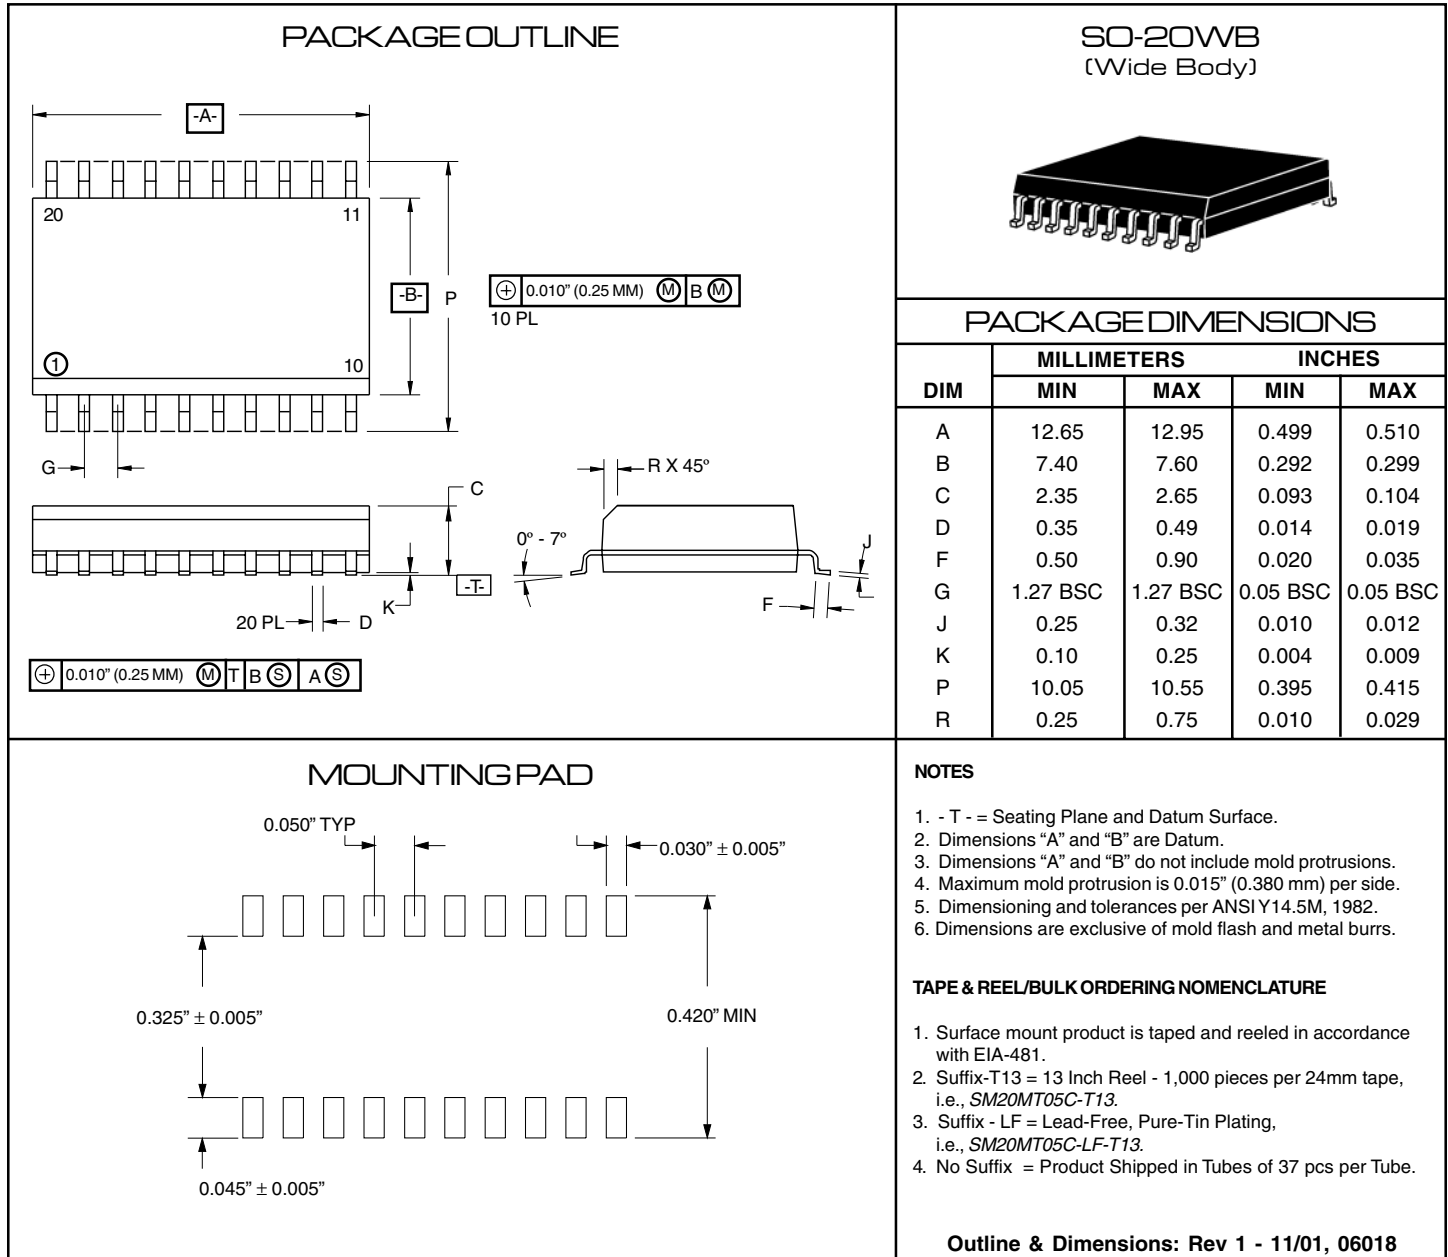 PACKAGE OUTLINE
-A-
20
11
-B-
P
1
10
0.010" (0.25 MM) M B M
10 PL
G
C
K
-T-
20 PL
D
0.010" (0.25 MM) M T B S A S
R X 45º
0º - 7º
J
F
SO-20WB
(Wide Body)
PACKAGE DIMENSIONS
MILLIMETERS INCHES
DIM MIN MAX MIN MAX
A 12.65 12.95 0.499 0.510
B 7.40 7.60 0.292 0.299
C 2.35 2.65 0.093 0.104
D 0.35 0.49 0.014 0.019
F 0.50 0.90 0.020 0.035
G 1.27 BSC 1.27 BSC 0.05 BSC 0.05 BSC
J 0.25 0.32 0.010 0.012
K 0.10 0.25 0.004 0.009
P 10.05 10.55 0.395 0.415
R 0.25 0.75 0.010 0.029
MOUNTING PAD
0.050” TYP
0.030” ± 0.005”
0.325” ± 0.005”
0.420” MIN
0.045” ± 0.005”
NOTES
1. - T - = Seating Plane and Datum Surface.
2. Dimensions “A” and “B” are Datum.
3. Dimensions “A” and “B” do not include mold protrusions.
4. Maximum mold protrusion is 0.015” (0.380 mm) per side.
5. Dimensioning and tolerances per ANSI Y14.5M, 1982.
6. Dimensions are exclusive of mold flash and metal burrs.
TAPE & REEL/BULK ORDERING NOMENCLATURE
1. Surface mount product is taped and reeled in accordance
with EIA-481.
2. Suffix-T13 = 13 Inch Reel - 1,000 pieces per 24mm tape,
i.e., SM20MT05C-T13.
3. Suffix - LF = Lead-Free, Pure-Tin Plating,
i.e., SM20MT05C-LF-T13.
4. No Suffix = Product Shipped in Tubes of 37 pcs per Tube.
Outline & Dimensions: Rev 1 - 11/01, 06018